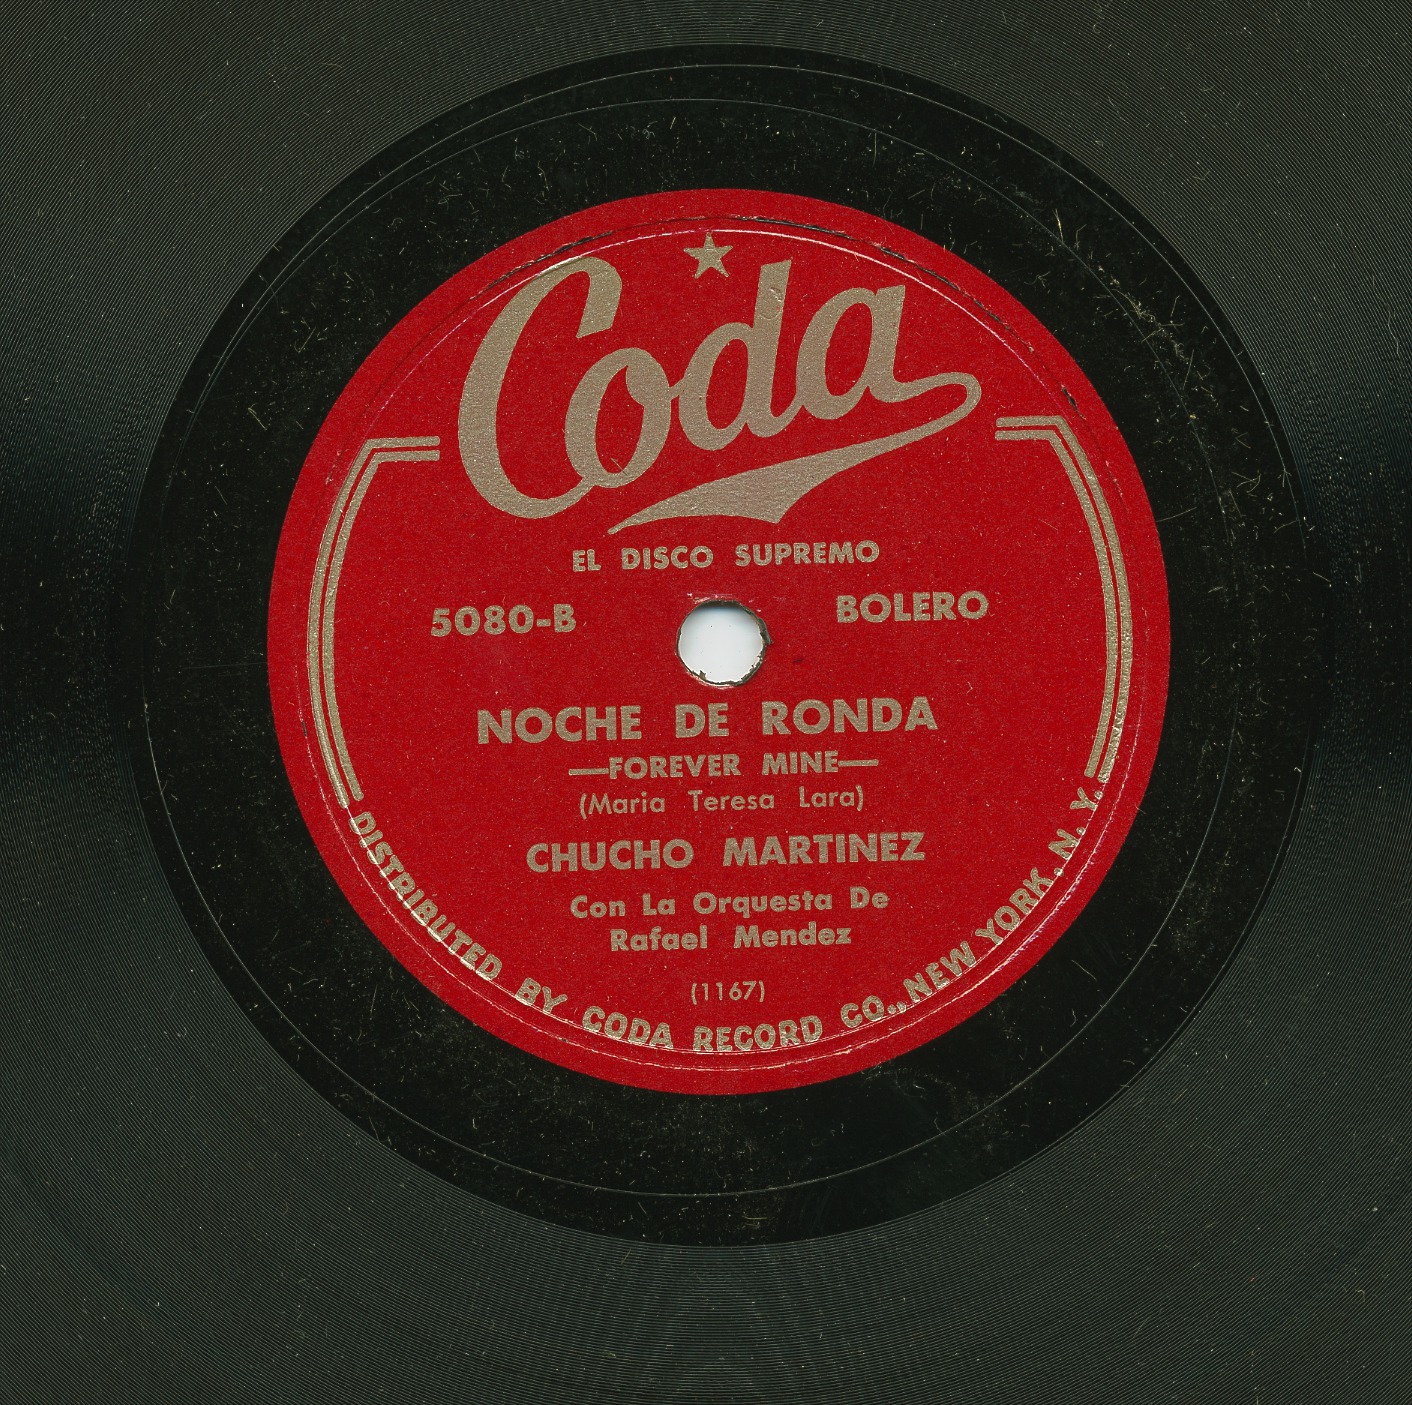 Coda
EL DISCO SUPREMO
5080-B
BOLERO
NOCHE DE RONDA
—FOREVER MINE—
(Maria Teresa Lara)
CHUCHO MARTINEZ
Con La Orquesta De
Rafael Mendez
(1167)
DISTRIBUTED BY CODA RECORD CO., NEW YORK, N. Y.